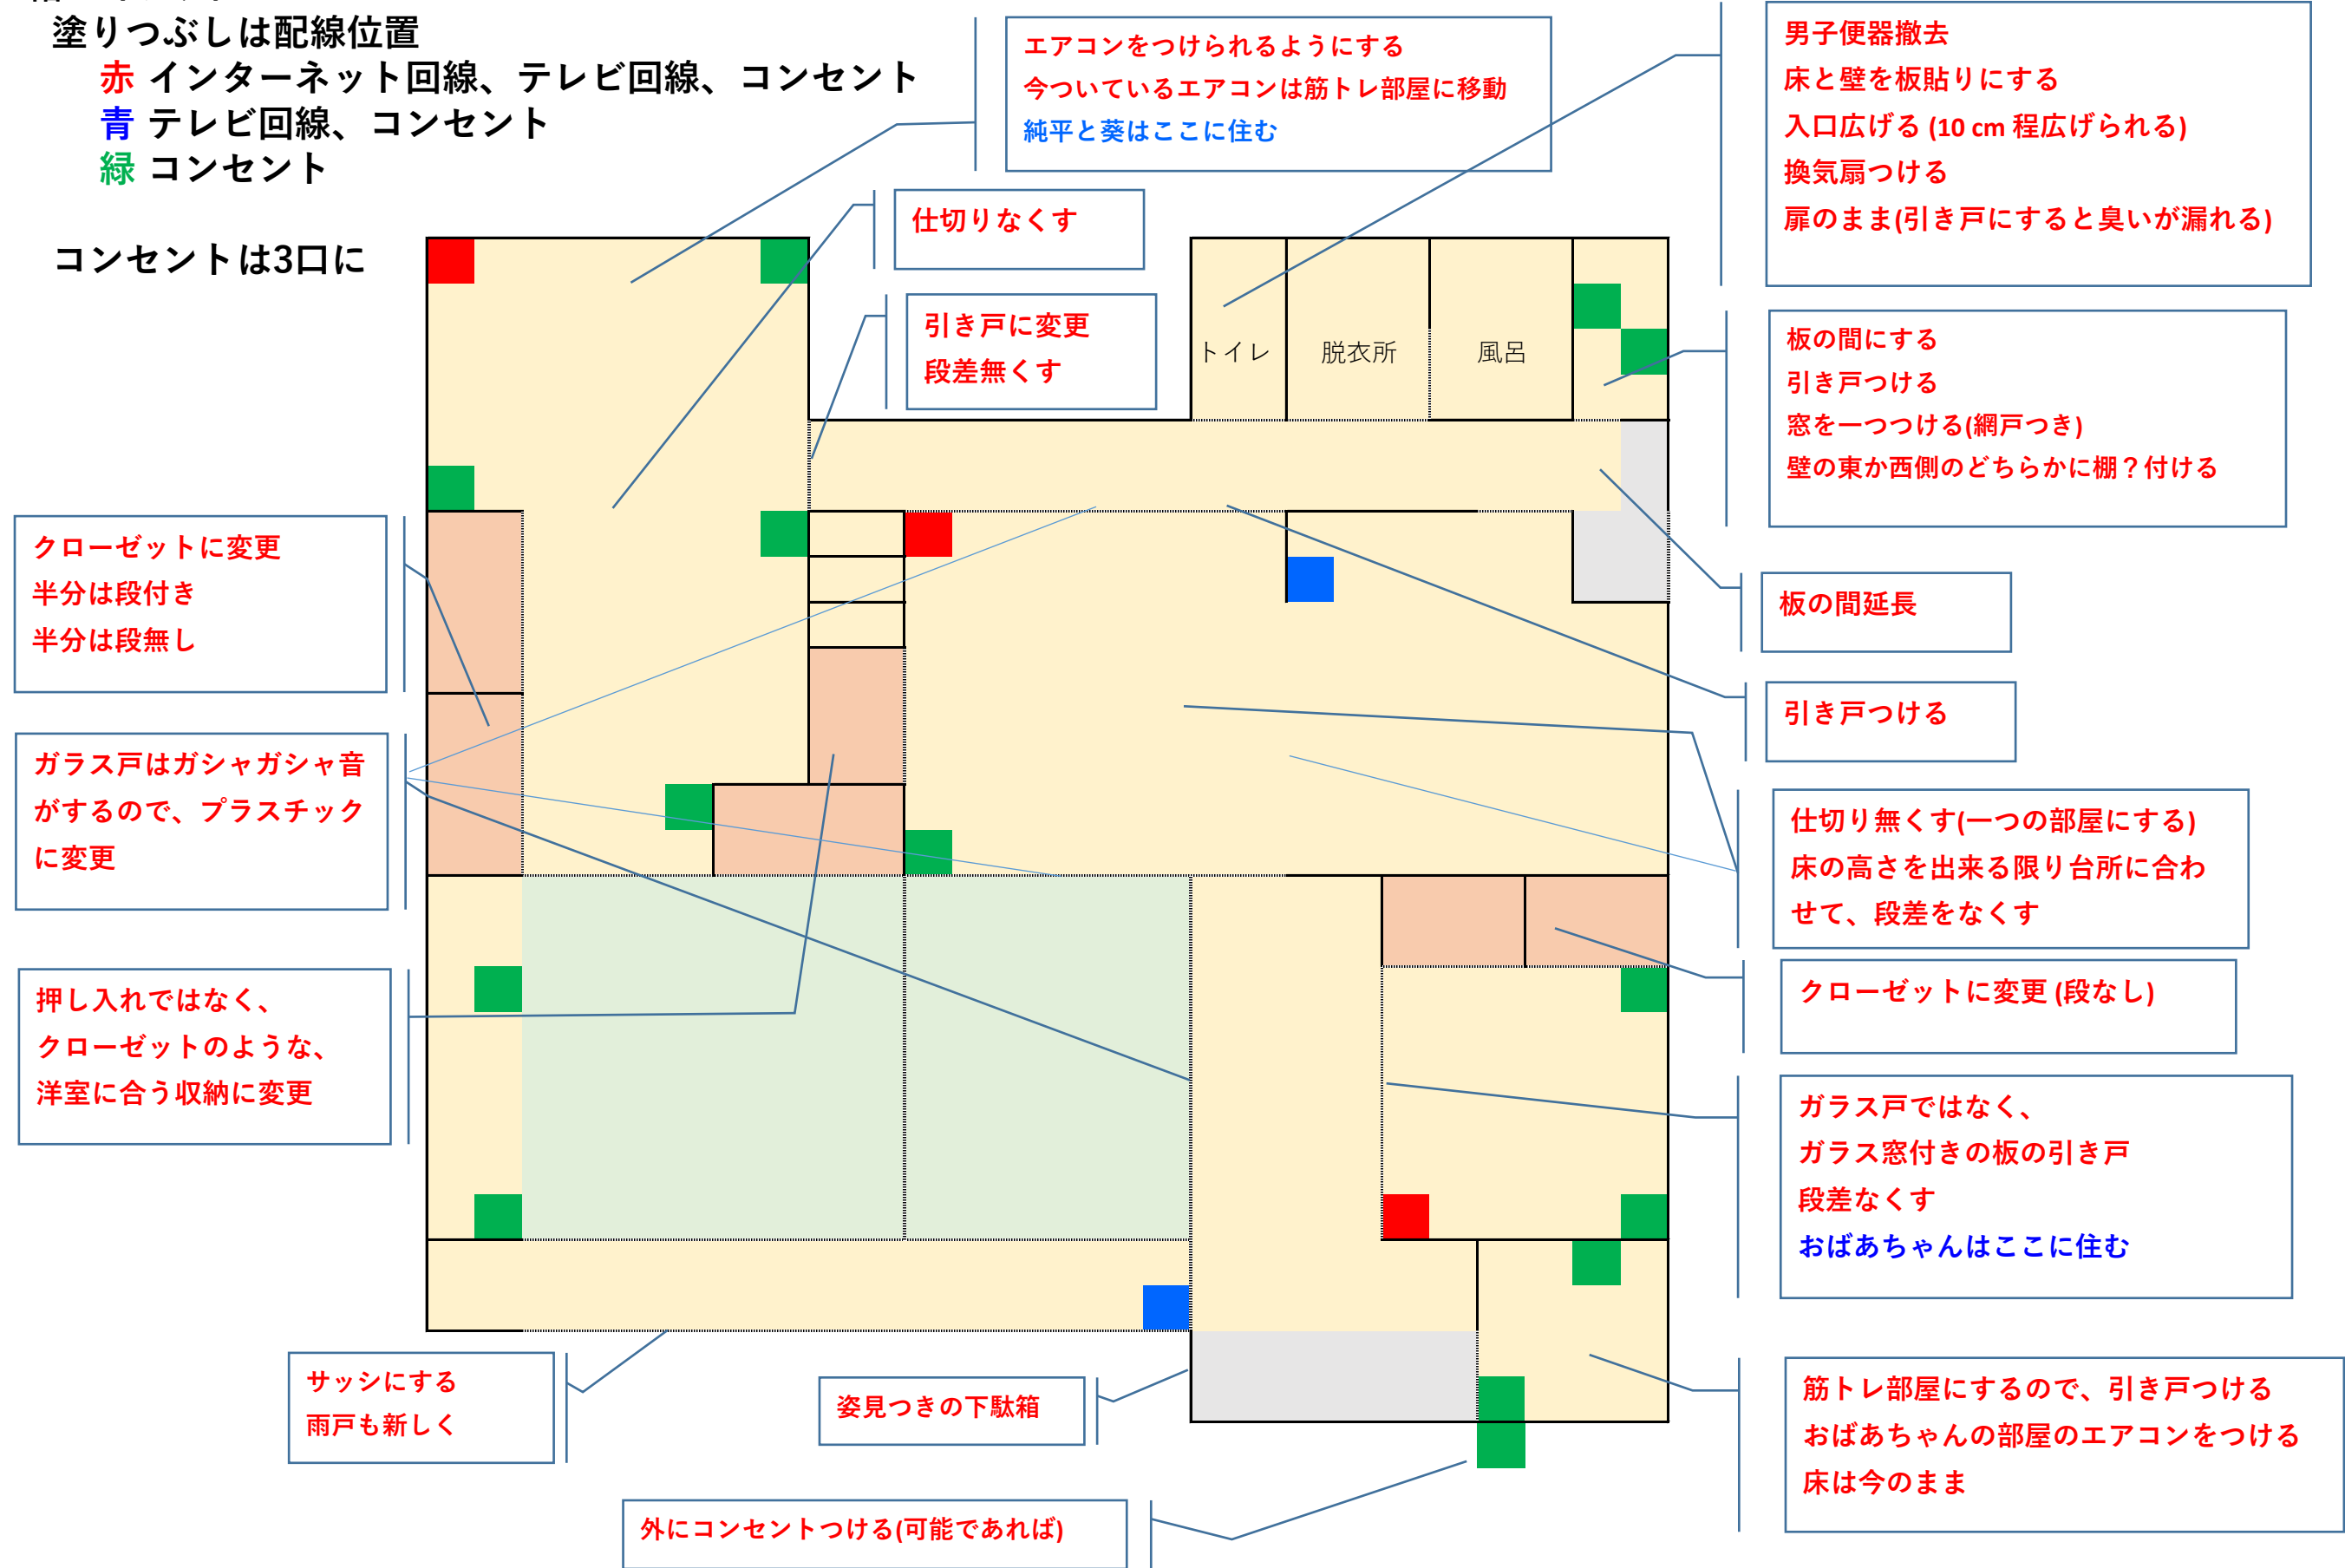 塗りつぶしは配線位置
赤 インターネット回線、テレビ回線、コンセント
青 テレビ回線、コンセント
緑 コンセント
コンセントは3口に
エアコンをつけられるようにする
今ついているエアコンは筋トレ部屋に移動
純平と葵はここに住む
男子便器撤去
床と壁を板貼りにする
入口広げる (10 cm 程広げられる)
換気扇つける
扉のまま(引き戸にすると臭いが漏れる)
仕切りなくす
引き戸に変更
段差無くす
トイレ
脱衣所
風呂
板の間にする
引き戸つける
窓を一つつける(網戸つき)
壁の東か西側のどちらかに棚？付ける
クローゼットに変更
半分は段付き
半分は段無し
板の間延長
引き戸つける
ガラス戸はガシャガシャ音
がするので、プラスチック
に変更
仕切り無くす(一つの部屋にする)
床の高さを出来る限り台所に合わ
せて、段差をなくす
押し入れではなく、
クローゼットのような、
洋室に合う収納に変更
クローゼットに変更 (段なし)
ガラス戸ではなく、
ガラス窓付きの板の引き戸
段差なくす
おばあちゃんはここに住む
サッシにする
雨戸も新しく
姿見つきの下駄箱
筋トレ部屋にするので、引き戸つける
おばあちゃんの部屋のエアコンをつける
床は今のまま
外にコンセントつける(可能であれば)